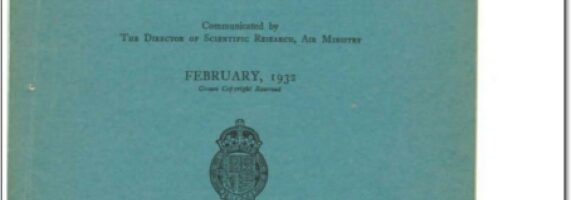 Communicated by
THE DIRECTOR OF SCIENTIFIC RESEARCH, AIR MINISTRY
FEBRUARY, 1932
Crown Copyright Reserved